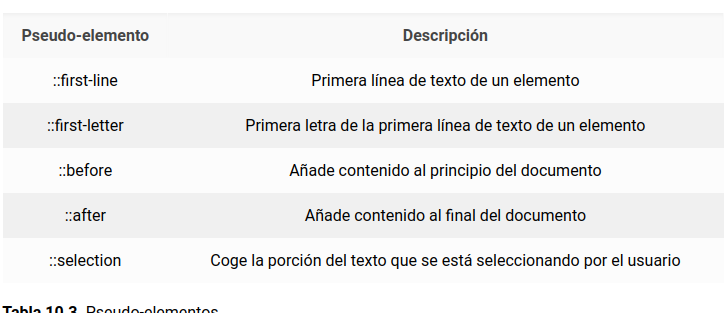 Pseudo-elemento Descripción
::first-line Primera línea de texto de un elemento
::first-letter Primera letra de la primera línea de texto de un elemento
::before Añade contenido al principio del documento
::after Añade contenido al final del documento
::selection Coge la porción del texto que se está seleccionando por el usuario
Tabla 10.3. Pseudo-elementos